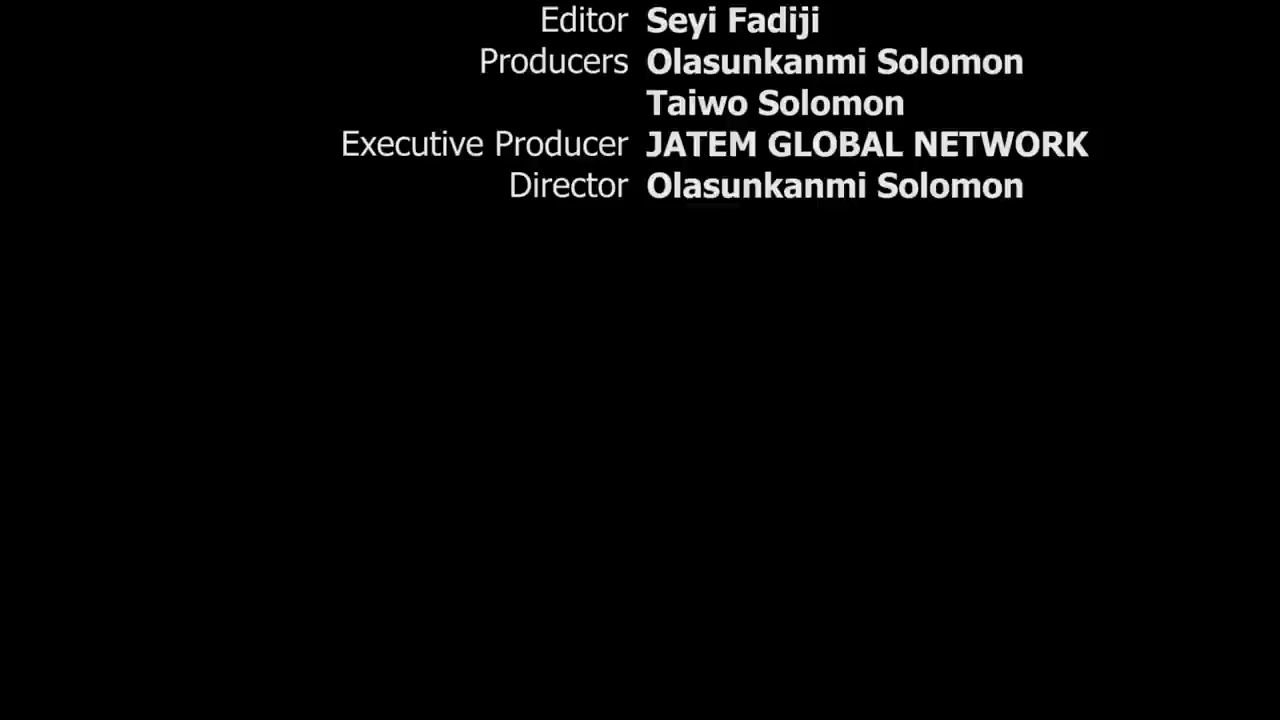 Editor Seyi Fadiji
Producers Olasunkanmi Solomon
Taiwo Solomon
Executive Producer JATEM GLOBAL NETWORK
Director Olasunkanmi Solomon